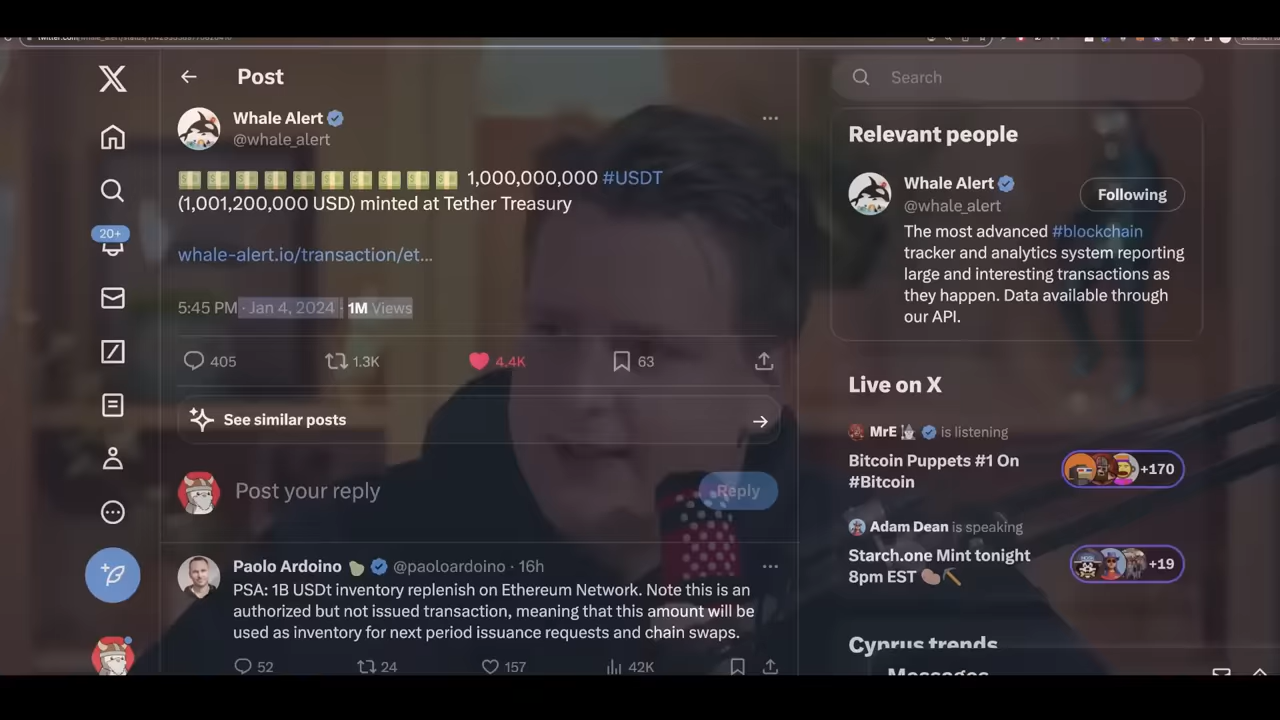 Post
Search
Whale Alert
@whale_alert
1,000,000,000 #USDT
(1,001,200,000 USD) minted at Tether Treasury
whale-alert.io/transaction/et...
5:45 PM · Jan 4, 2024 · 1M Views
405 1.3K 4.4K 63
See similar posts
Post your reply
Reply
Paolo Ardoino @paoloardoino · 16h
PSA: 1B USDt inventory replenish on Ethereum Network. Note this is an
authorized but not issued transaction, meaning that this amount will be
used as inventory for next period issuance requests and chain swaps.
52 24 157 42K
20+
Relevant people
Whale Alert
@whale_alert
Following
The most advanced #blockchain
tracker and analytics system reporting
large and interesting transactions as
they happen. Data available through
our API.
Live on X
MrE is listening
Bitcoin Puppets #1 On
#Bitcoin
+170
Adam Dean is speaking
Starch.one Mint tonight
8pm EST
+19
Cyprus trends
Messages